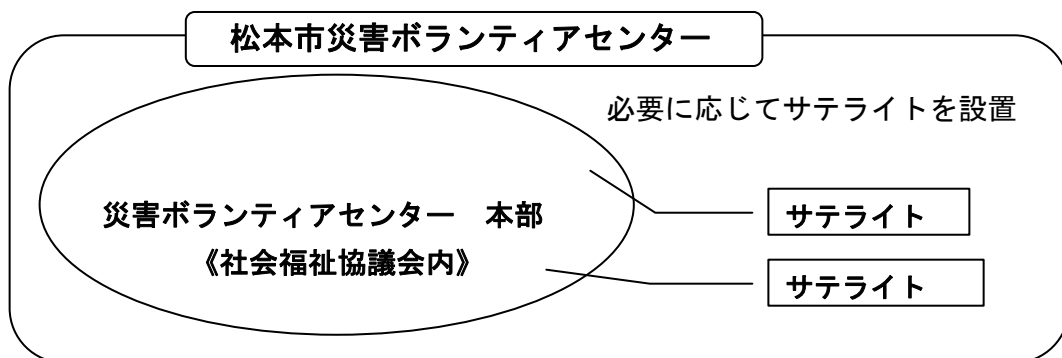 松本市災害ボランティアセンター
必要に応じてサテライトを設置
災害ボランティアセンター　本部
《社会福祉協議会内》
サテライト
サテライト